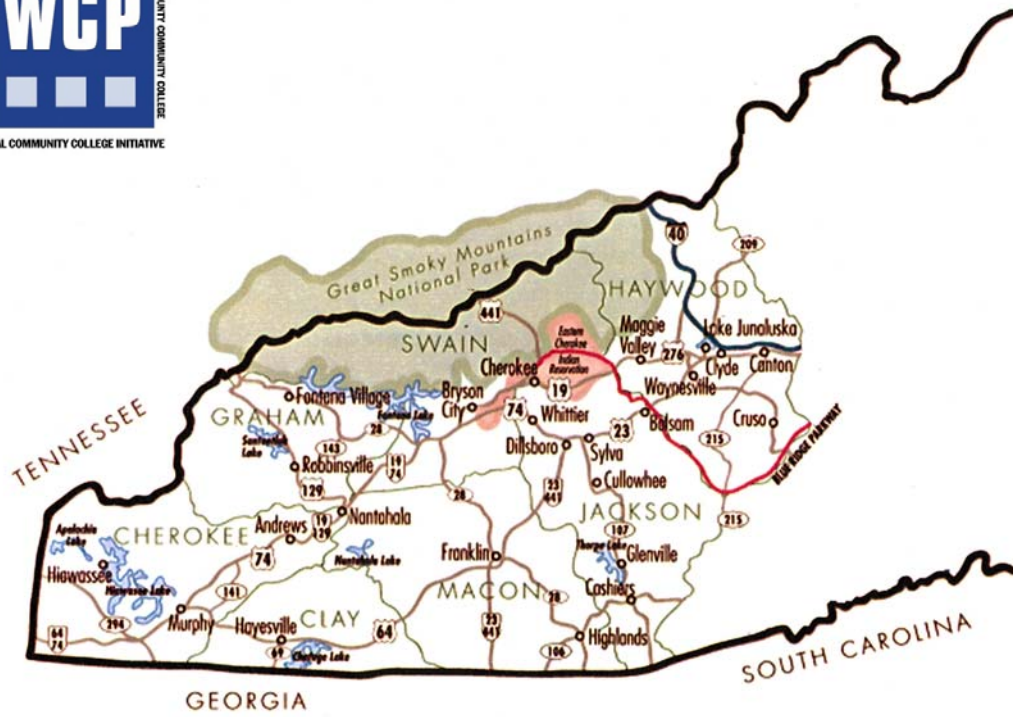 WCP
UNTY COMMUNITY COLLEGE
AL COMMUNITY COLLEGE INITIATIVE
Great Smoky Mountains
National Park
40
209
HAYWOOD
441
SWAIN
Eastern
Cherokee
Indian
Reservation
Maggie
Valley
276
Lake Junaluska
Clyde
Canton
Cherokee
19
Waynesville
TENNESSEE
Fontana Village
Fontana Lake
Bryson
City
74
Whittier
GRAHAM
28
Santeetlah
Lake
143
Robbinsville
19
74
Dillsboro
23
Sylva
Balsam
215
Cruso
BLUE RIDGE PARKWAY
129
Cullowhee
23
441
28
JACKSON
215
107
Andrews
19
129
Nantahala
CHEROKEE
Apalachia
Lake
74
Nantahala Lake
Franklin
Thorpe Lake
Glenville
Hiawassee
Hiwassee Lake
141
MACON
28
Cashiers
294
Murphy
Hayesville
CLAY
64
23
441
Highlands
64
74
69
Chatuge Lake
106
GEORGIA
SOUTH CAROLINA